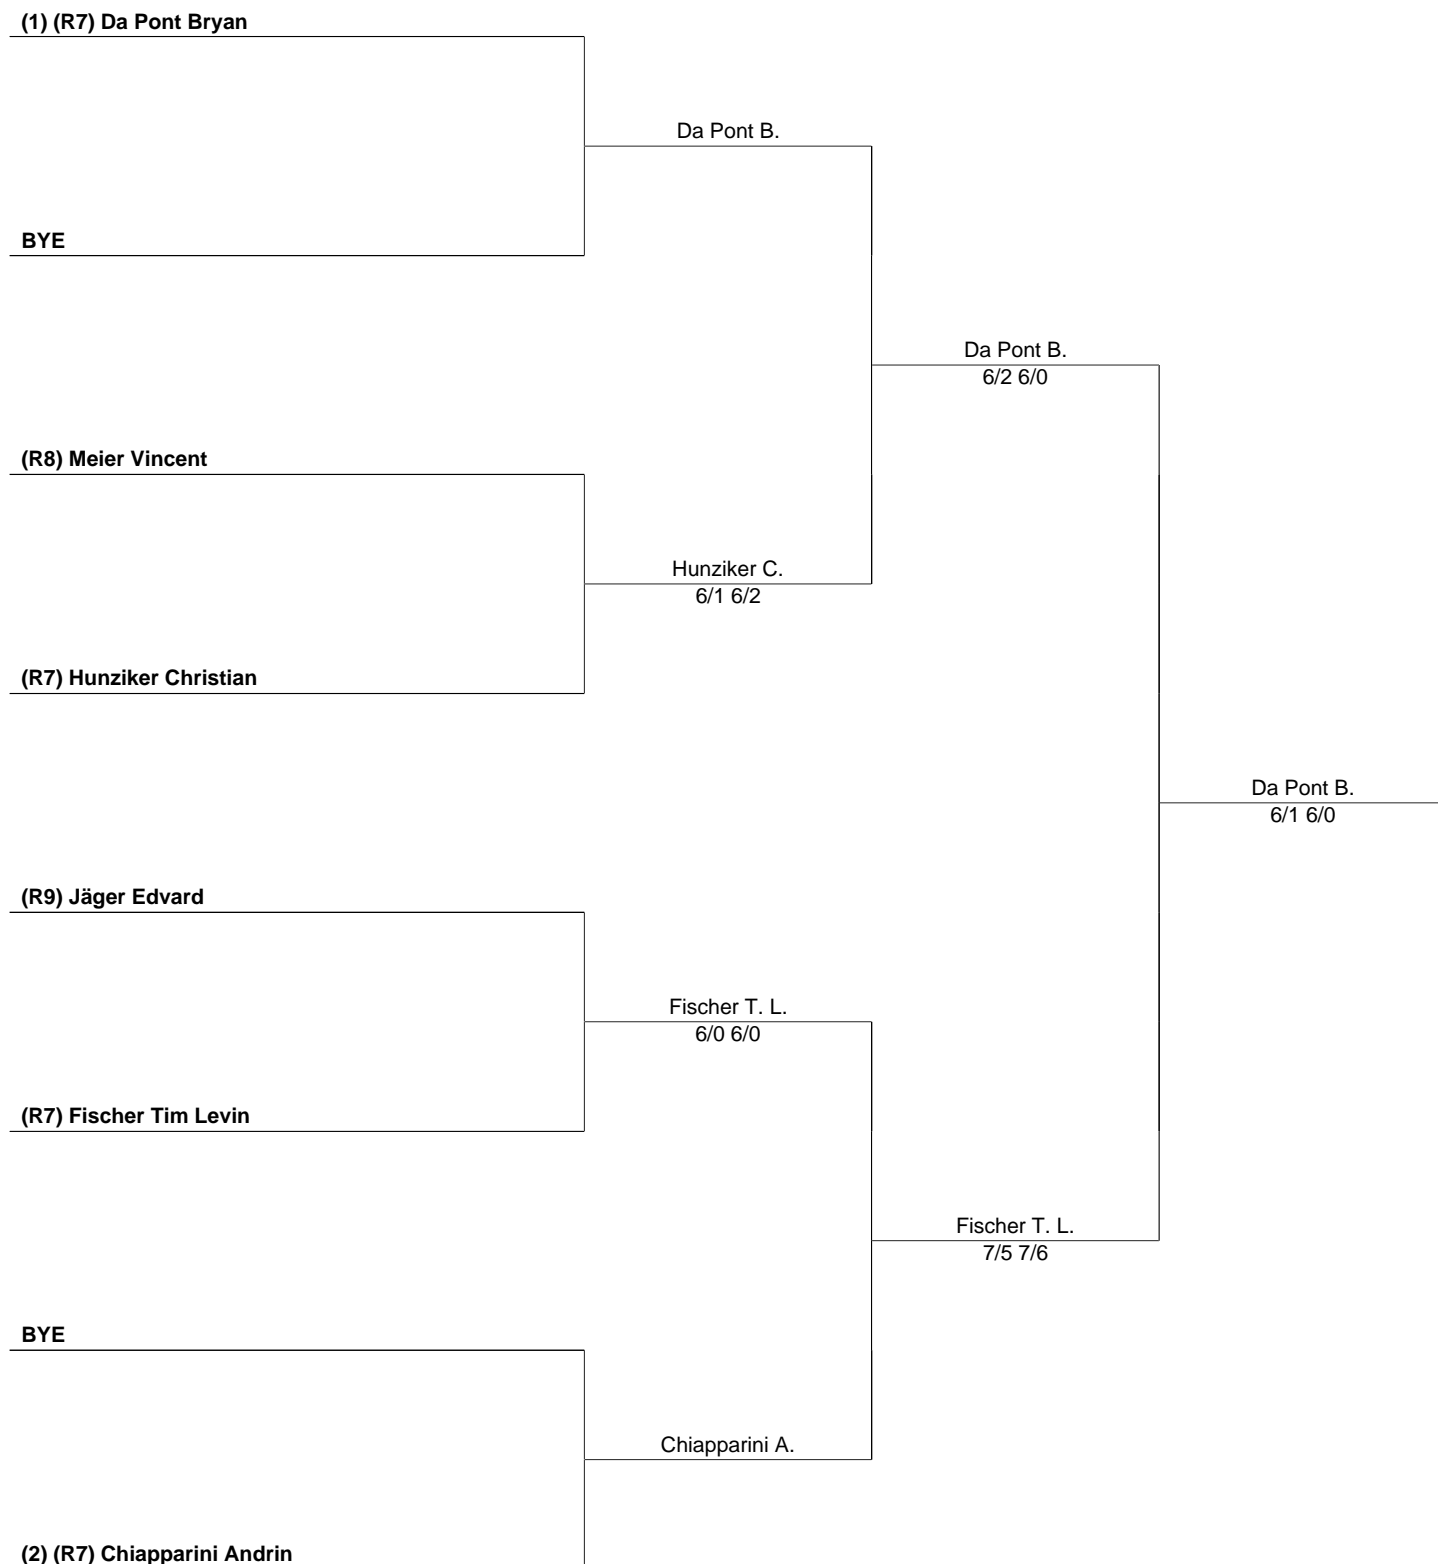 (1) (R7) Da Pont Bryan
Da Pont B.
BYE
Da Pont B.
6/2 6/0
(R8) Meier Vincent
Hunziker C.
6/1 6/2
(R7) Hunziker Christian
Da Pont B.
6/1 6/0
(R9) Jäger Edvard
Fischer T. L.
6/0 6/0
(R7) Fischer Tim Levin
Fischer T. L.
7/5 7/6
BYE
Chiapparini A.
(2) (R7) Chiapparini Andrin